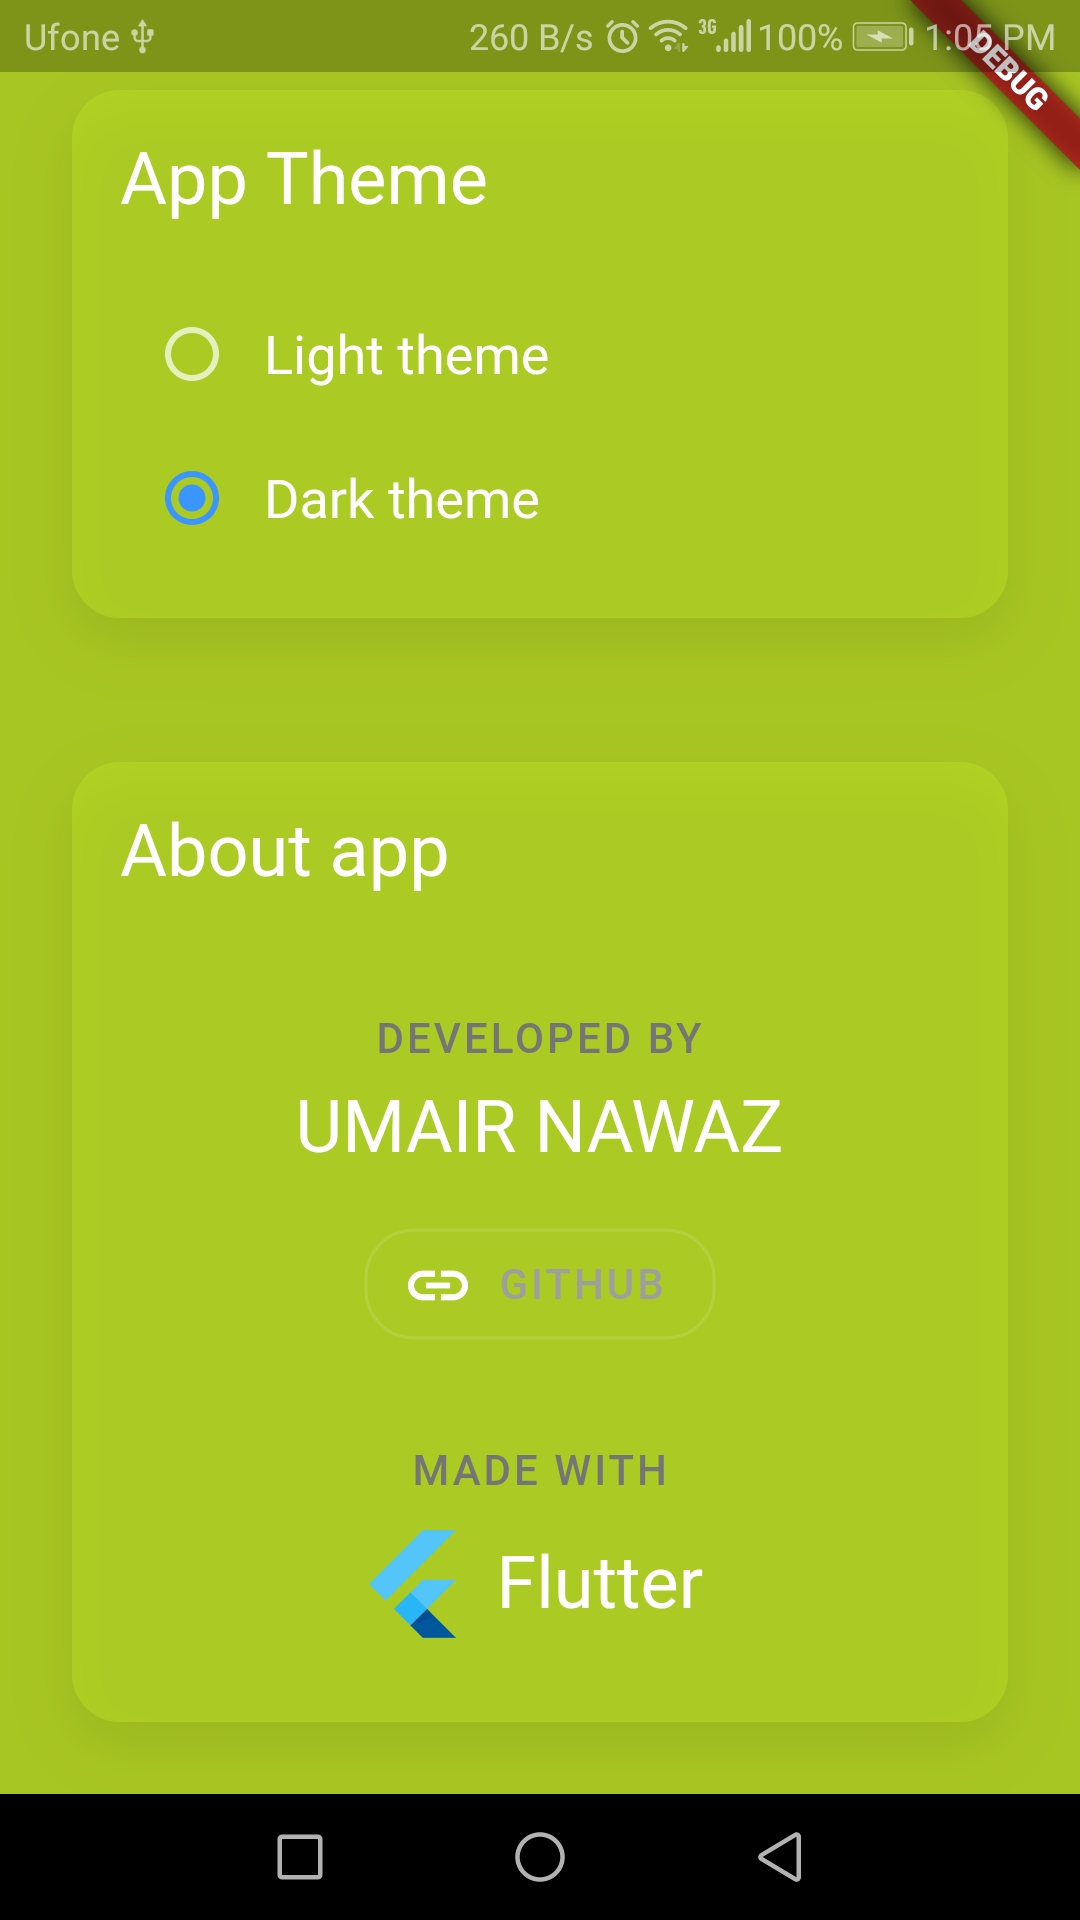 Ufone 260 B/s 3G 100% 1:05 PM
DEBUG
App Theme
Light theme
Dark theme
About app
DEVELOPED BY
UMAIR NAWAZ
GITHUB
MADE WITH
Flutter